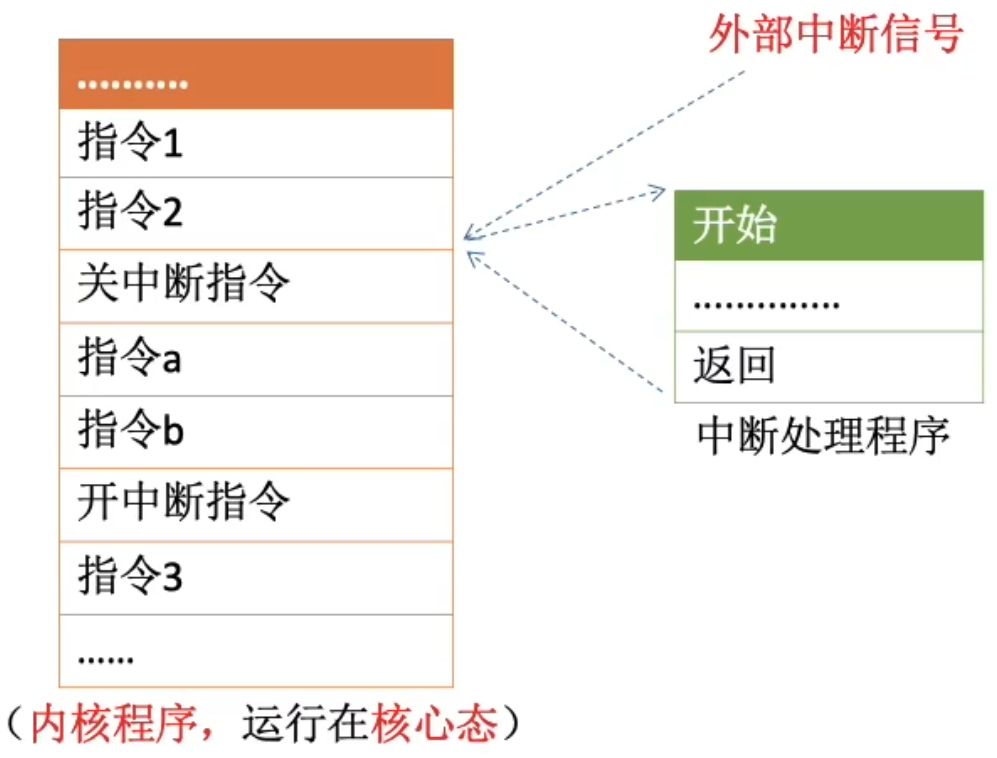 ..........
指令1
指令2
关中断指令
指令a
指令b
开中断指令
指令3
......
(内核程序，运行在核心态)
外部中断信号
开始
..............
返回
中断处理程序